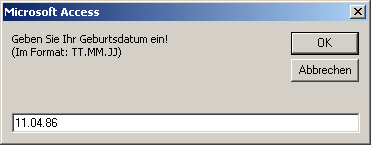 Microsoft Access
Geben Sie Ihr Geburtsdatum ein!
(Im Format: TT.MM.JJ)
OK
Abbrechen
11.04.86